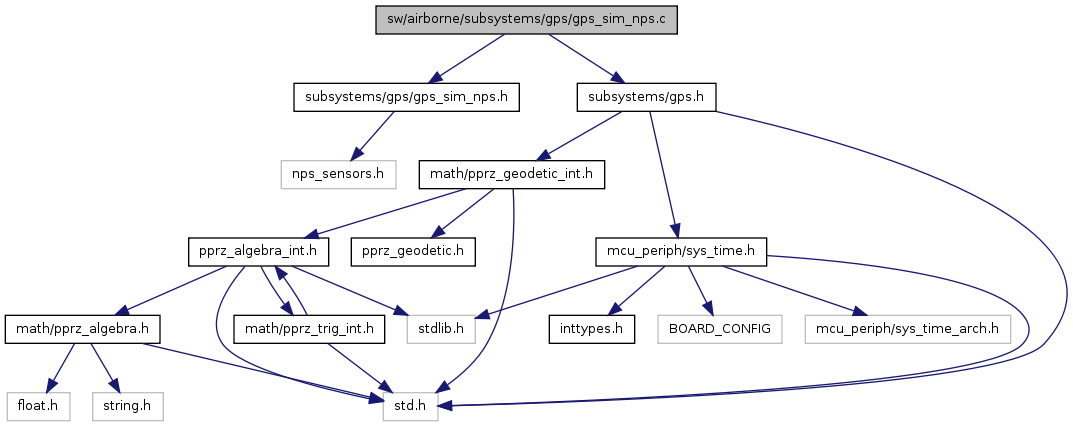 sw/airborne/subsystems/gps/gps_sim_nps.c
subsystems/gps/gps_sim_nps.h
subsystems/gps.h
nps_sensors.h
math/pprz_geodetic_int.h
pprz_algebra_int.h
pprz_geodetic.h
mcu_periph/sys_time.h
math/pprz_algebra.h
math/pprz_trig_int.h
stdlib.h
inttypes.h
BOARD_CONFIG
mcu_periph/sys_time_arch.h
float.h
string.h
std.h